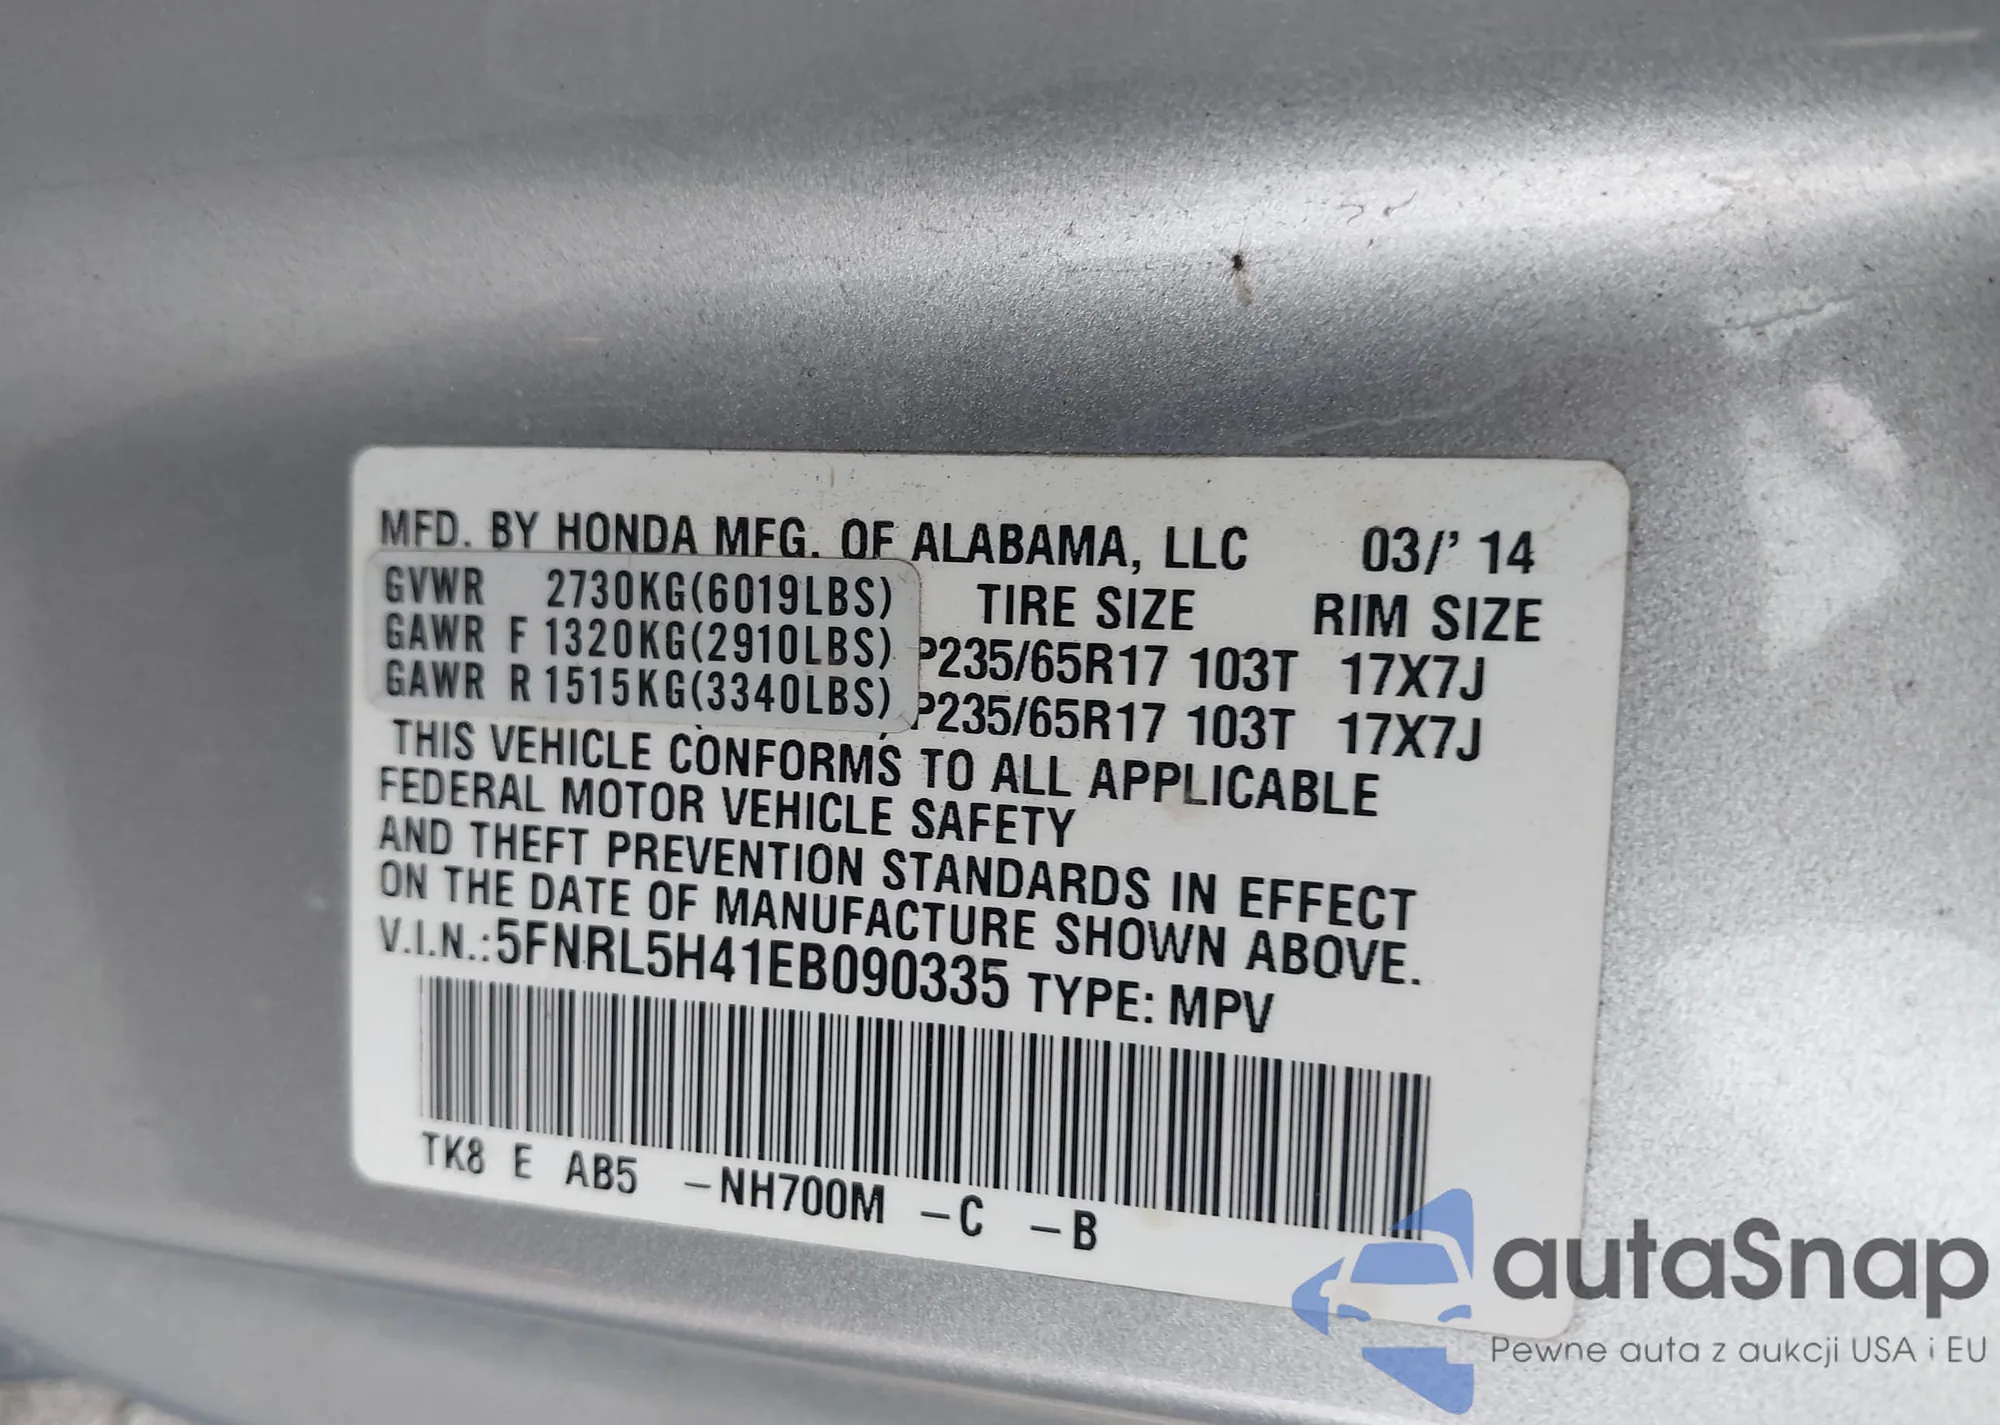 MFD. BY HONDA MFG. OF ALABAMA, LLC 03/' 14
GVWR 2730KG(6019LBS) TIRE SIZE RIM SIZE
GAWR F 1320KG(2910LBS) P235/65R17 103T 17X7J
GAWR R 1515KG(3340LBS) P235/65R17 103T 17X7J
THIS VEHICLE CONFORMS TO ALL APPLICABLE
FEDERAL MOTOR VEHICLE SAFETY
AND THEFT PREVENTION STANDARDS IN EFFECT
ON THE DATE OF MANUFACTURE SHOWN ABOVE.
V.I.N.:5FNRL5H41EB090335 TYPE: MPV
TK8 E AB5 –NH700M –C –B
autaSnap
Pewne auta z aukcji USA i EU